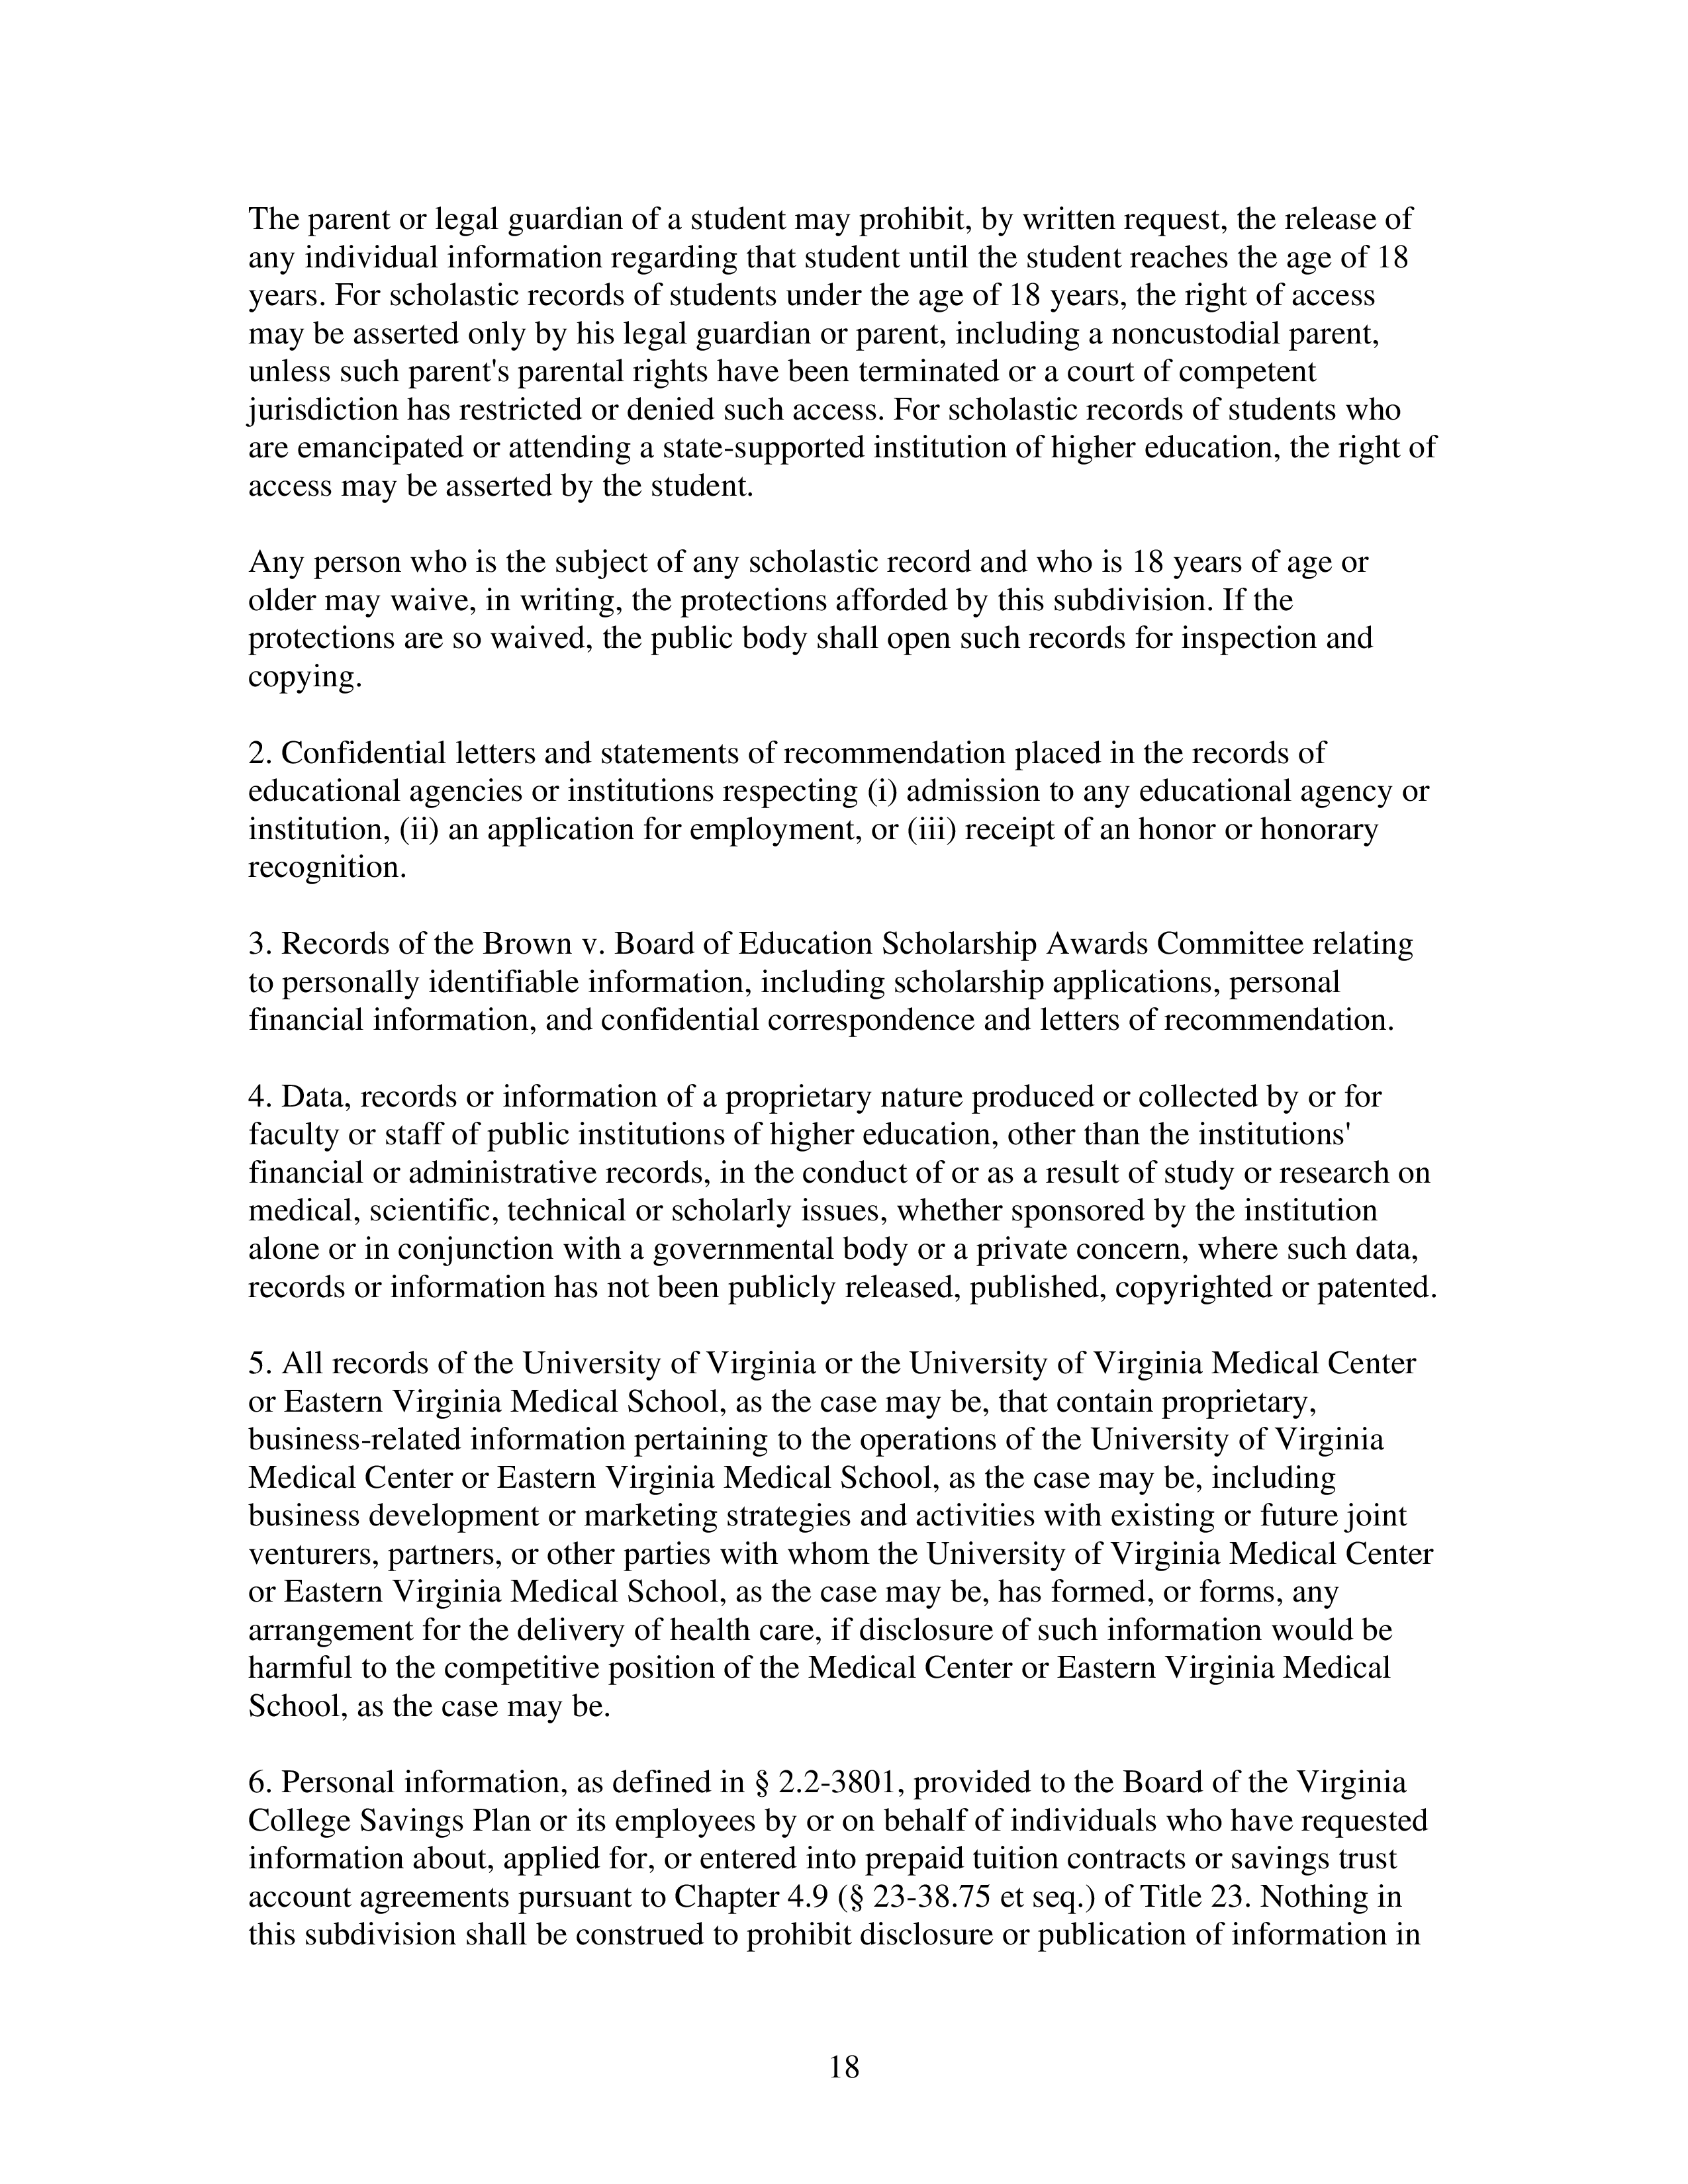 The parent or legal guardian of a student may prohibit, by written request, the release of
any individual information regarding that student until the student reaches the age of 18
years. For scholastic records of students under the age of 18 years, the right of access
may be asserted only by his legal guardian or parent, including a noncustodial parent,
unless such parent's parental rights have been terminated or a court of competent
jurisdiction has restricted or denied such access. For scholastic records of students who
are emancipated or attending a state-supported institution of higher education, the right of
access may be asserted by the student.
Any person who is the subject of any scholastic record and who is 18 years of age or
older may waive, in writing, the protections afforded by this subdivision. If the
protections are so waived, the public body shall open such records for inspection and
copying.
2. Confidential letters and statements of recommendation placed in the records of
educational agencies or institutions respecting (i) admission to any educational agency or
institution, (ii) an application for employment, or (iii) receipt of an honor or honorary
recognition.
3. Records of the Brown v. Board of Education Scholarship Awards Committee relating
to personally identifiable information, including scholarship applications, personal
financial information, and confidential correspondence and letters of recommendation.
4. Data, records or information of a proprietary nature produced or collected by or for
faculty or staff of public institutions of higher education, other than the institutions'
financial or administrative records, in the conduct of or as a result of study or research on
medical, scientific, technical or scholarly issues, whether sponsored by the institution
alone or in conjunction with a governmental body or a private concern, where such data,
records or information has not been publicly released, published, copyrighted or patented.
5. All records of the University of Virginia or the University of Virginia Medical Center
or Eastern Virginia Medical School, as the case may be, that contain proprietary,
business-related information pertaining to the operations of the University of Virginia
Medical Center or Eastern Virginia Medical School, as the case may be, including
business development or marketing strategies and activities with existing or future joint
venturers, partners, or other parties with whom the University of Virginia Medical Center
or Eastern Virginia Medical School, as the case may be, has formed, or forms, any
arrangement for the delivery of health care, if disclosure of such information would be
harmful to the competitive position of the Medical Center or Eastern Virginia Medical
School, as the case may be.
6. Personal information, as defined in § 2.2-3801, provided to the Board of the Virginia
College Savings Plan or its employees by or on behalf of individuals who have requested
information about, applied for, or entered into prepaid tuition contracts or savings trust
account agreements pursuant to Chapter 4.9 (§ 23-38.75 et seq.) of Title 23. Nothing in
this subdivision shall be construed to prohibit disclosure or publication of information in
18